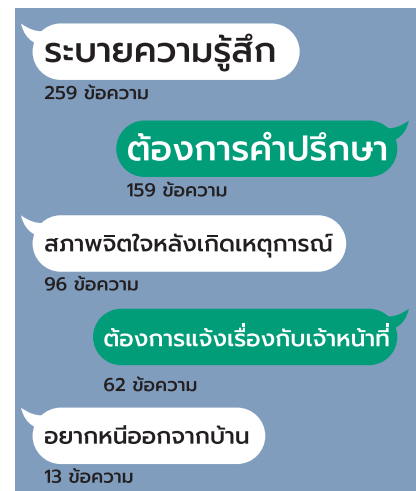 ระบายความรู้สึก
259 ข้อความ
ต้องการคำปรึกษา
159 ข้อความ
สภาพจิตใจหลังเกิดเหตุการณ์
96 ข้อความ
ต้องการแจ้งเรื่องกับเจ้าหน้าที่
62 ข้อความ
อยากหนีออกจากบ้าน
13 ข้อความ